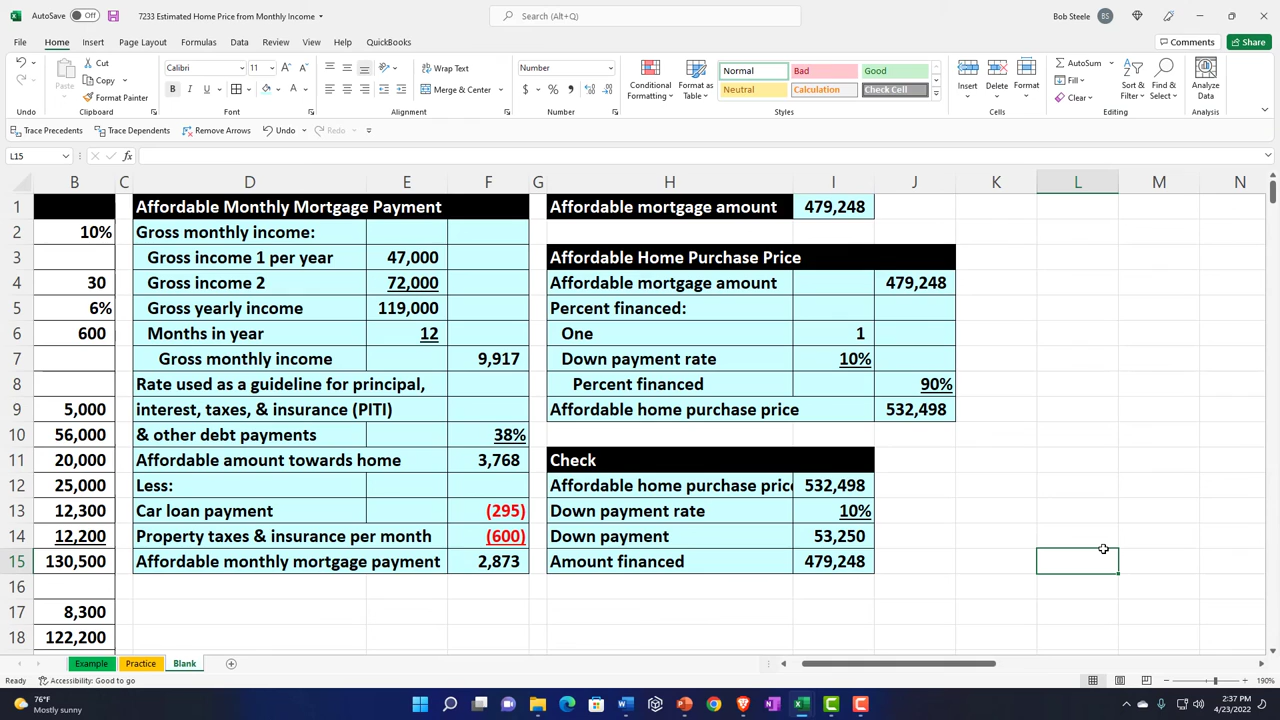 AutoSave Off 7233 Estimated Home Price from Monthly Income Search (Alt+Q) Bob Steele BS
File Home Insert Page Layout Formulas Data Review View Help QuickBooks Comments Share
Undo
Paste Cut Copy Format Painter
Clipboard
Calibri 11
B I U
Font
Wrap Text
Merge & Center
Alignment
Number
$ % 9
Number
Conditional Formatting Format as Table
Normal Bad Good
Neutral Calculation Check Cell
Styles
Insert Delete Format
Cells
AutoSum
Fill
Clear
Sort & Filter Find & Select
Editing
Analyze Data
Analysis
Trace Precedents Trace Dependents Remove Arrows Undo Redo
L15 fx
B C D E F G H I J K L M N
1 Affordable Monthly Mortgage Payment Affordable mortgage amount 479,248
2 10% Gross monthly income:
3 Gross income 1 per year 47,000 Affordable Home Purchase Price
4 30 Gross income 2 72,000 Affordable mortgage amount 479,248
5 6% Gross yearly income 119,000 Percent financed:
6 600 Months in year 12 One 1
7 Gross monthly income 9,917 Down payment rate 10%
8 Rate used as a guideline for principal, Percent financed 90%
9 5,000 interest, taxes, & insurance (PITI) Affordable home purchase price 532,498
10 56,000 & other debt payments 38%
11 20,000 Affordable amount towards home 3,768 Check
12 25,000 Less: Affordable home purchase pric 532,498
13 12,300 Car loan payment (295) Down payment rate 10%
14 12,200 Property taxes & insurance per month (600) Down payment 53,250
15 130,500 Affordable monthly mortgage payment 2,873 Amount financed 479,248
16
17 8,300
18 122,200
Example Practice Blank
Ready Accessibility: Good to go 190%
76°F
Mostly sunny
2:37 PM
4/23/2022